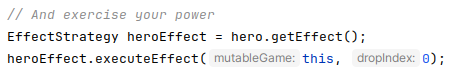 // And exercise your power
EffectStrategy heroEffect = hero.getEffect();
heroEffect.executeEffect( mutableGame: this, dropIndex: 0);